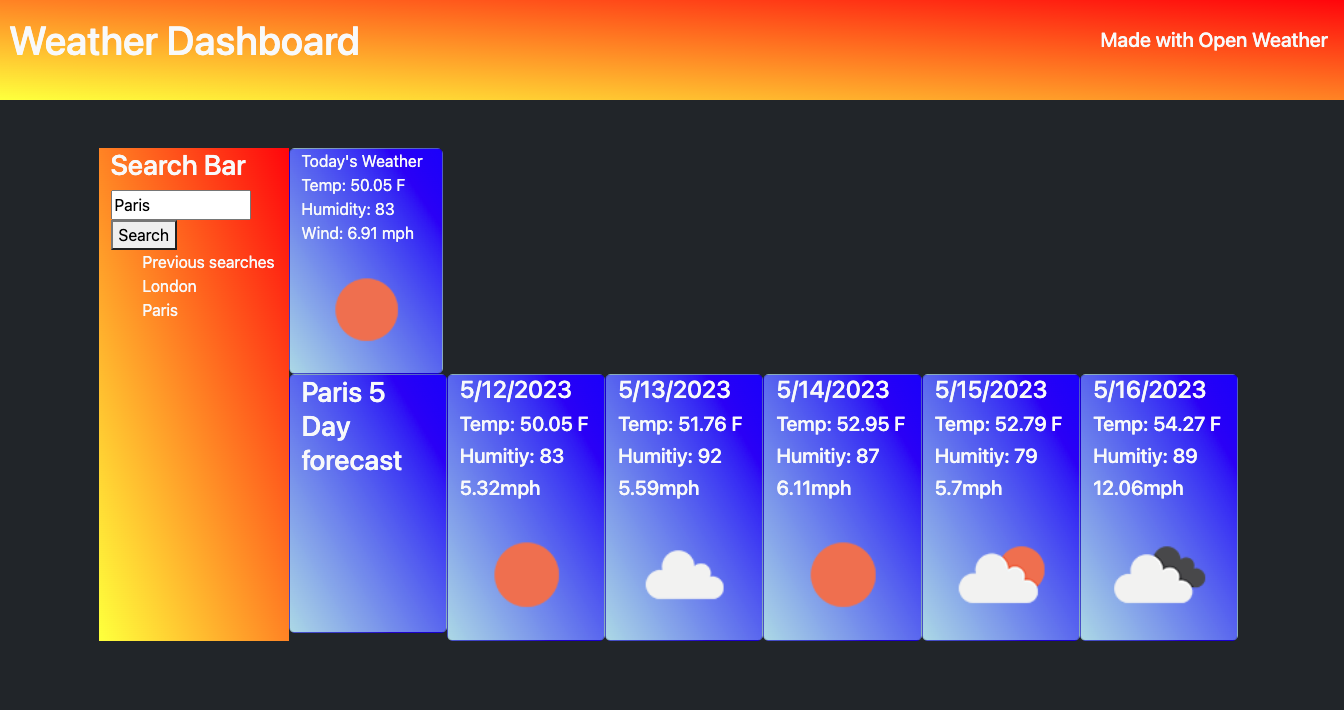 Weather Dashboard
Made with Open Weather
Search Bar
Paris
Search
Previous searches
London
Paris
Today's Weather
Temp: 50.05 F
Humidity: 83
Wind: 6.91 mph
Paris 5
Day
forecast
5/12/2023
Temp: 50.05 F
Humitiy: 83
5.32mph
5/13/2023
Temp: 51.76 F
Humitiy: 92
5.59mph
5/14/2023
Temp: 52.95 F
Humitiy: 87
6.11mph
5/15/2023
Temp: 52.79 F
Humitiy: 79
5.7mph
5/16/2023
Temp: 54.27 F
Humitiy: 89
12.06mph